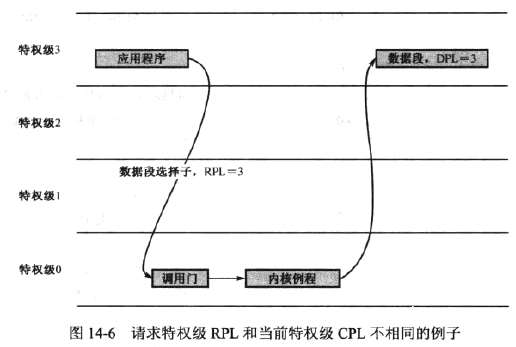 特权级3
应用程序
数据段，DPL＝3
特权级2
数据段选择子，RPL＝3
特权级1
特权级0
调用门
内核例程
图 14-6 请求特权级 RPL 和当前特权级 CPL 不相同的例子